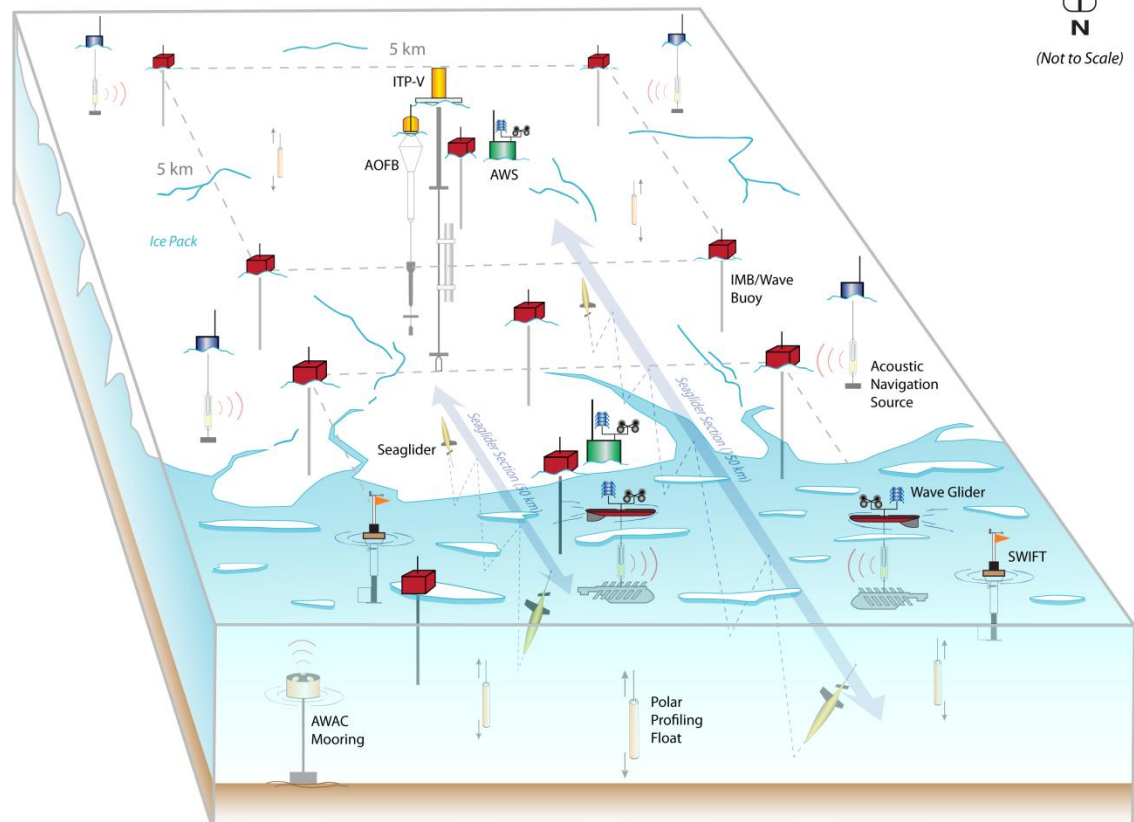 N
(Not to Scale)
5 km
ITP-V
5 km
AOFB
AWS
Ice Pack
IMB/Wave
Buoy
Acoustic
Navigation
Source
Seaglider
Seaglider Section (50 km)
Seaglider Section (150 km)
Wave Glider
SWIFT
AWAC
Mooring
Polar
Profiling
Float